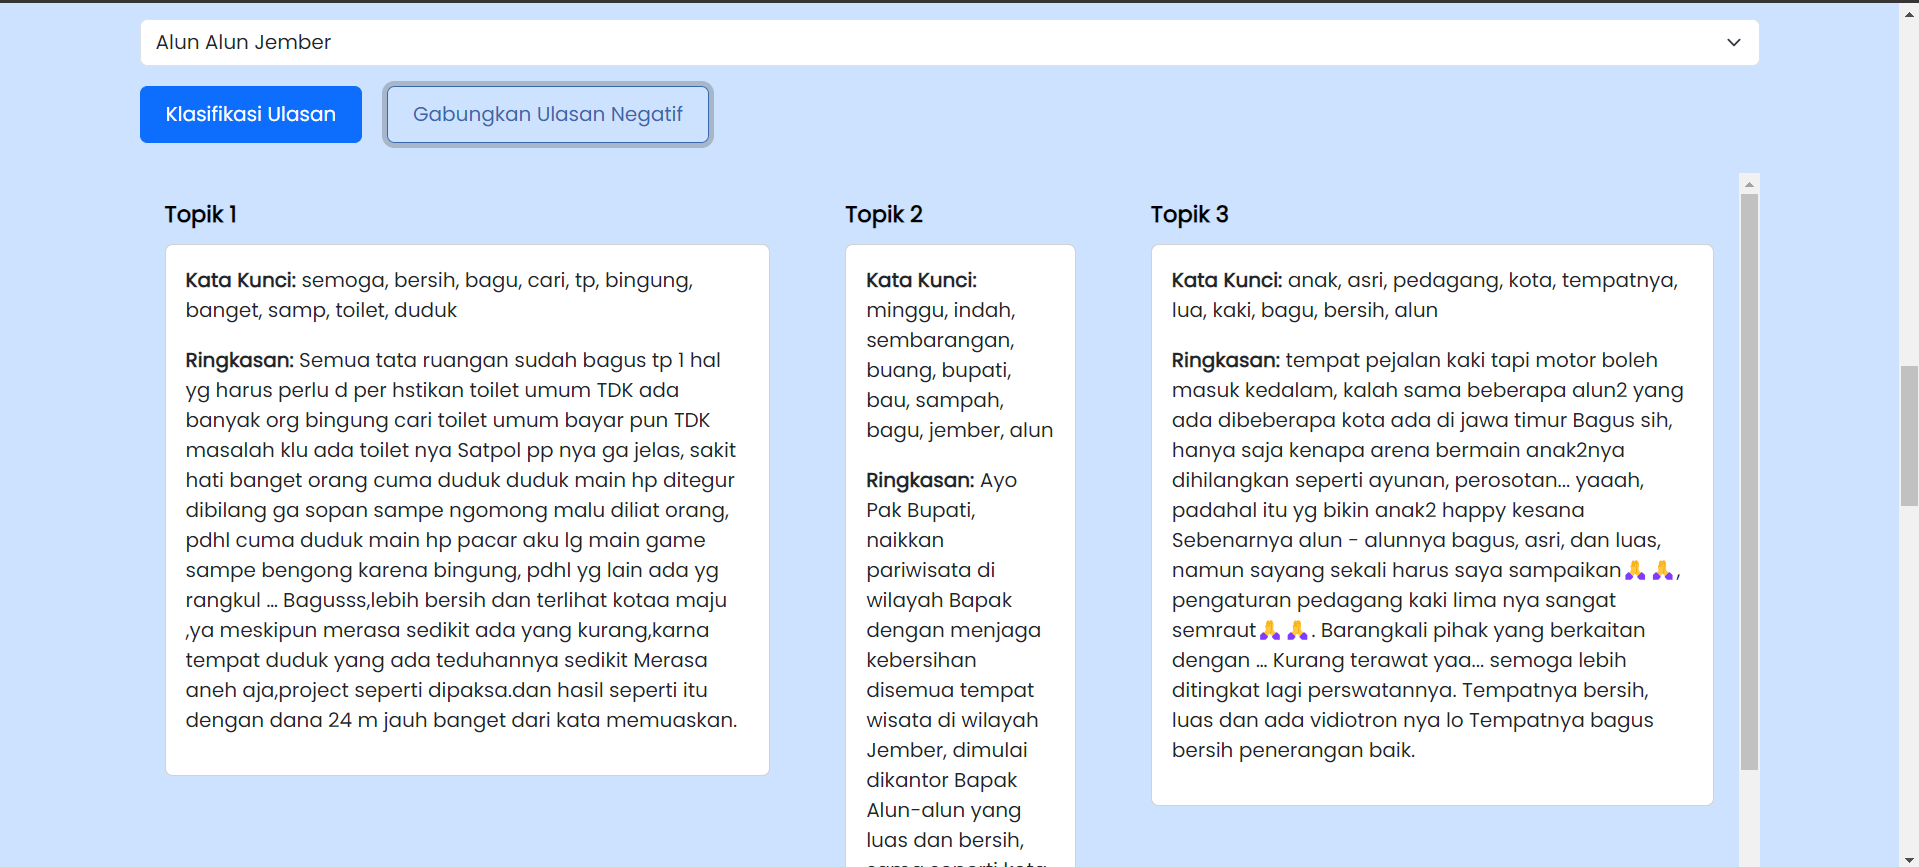 Alun Alun Jember
Klasifikasi Ulasan
Gabungkan Ulasan Negatif
Topik 1
Kata Kunci: semoga, bersih, bagu, cari, tp, bingung,
banget, samp, toilet, duduk
Ringkasan: Semua tata ruangan sudah bagus tp 1 hal
yg harus perlu d per hstikan toilet umum TDK ada
banyak org bingung cari toilet umum bayar pun TDK
masalah klu ada toilet nya Satpol pp nya ga jelas, sakit
hati banget orang cuma duduk duduk main hp ditegur
dibilang ga sopan sampe ngomong malu diliat orang,
pdhl cuma duduk main hp pacar aku lg main game
sampe bengong karena bingung, pdhl yg lain ada yg
rangkul ... Bagusss,lebih bersih dan terlihat kotaa maju
,ya meskipun merasa sedikit ada yang kurang,karna
tempat duduk yang ada teduhannya sedikit Merasa
aneh aja,project seperti dipaksa.dan hasil seperti itu
dengan dana 24 m jauh banget dari kata memuaskan.
Topik 2
Kata Kunci:
minggu, indah,
sembarangan,
buang, bupati,
bau, sampah,
bagu, jember, alun
Ringkasan: Ayo
Pak Bupati,
naikkan
pariwisata di
wilayah Bapak
dengan menjaga
kebersihan
disemua tempat
wisata di wilayah
Jember, dimulai
dikantor Bapak
Alun-alun yang
luas dan bersih,
sama seperti kota
Topik 3
Kata Kunci: anak, asri, pedagang, kota, tempatnya,
lua, kaki, bagu, bersih, alun
Ringkasan: tempat pejalan kaki tapi motor boleh
masuk kedalam, kalah sama beberapa alun2 yang
ada dibeberapa kota ada di jawa timur Bagus sih,
hanya saja kenapa arena bermain anak2nya
dihilangkan seperti ayunan, perosotan... yaaah,
padahal itu yg bikin anak2 happy kesana
Sebenarnya alun - alunnya bagus, asri, dan luas,
namun sayang sekali harus saya sampaikan🙏🙏,
pengaturan pedagang kaki lima nya sangat
semraut🙏🙏. Barangkali pihak yang berkaitan
dengan ... Kurang terawat yaa... semoga lebih
ditingkat lagi perswatannya. Tempatnya bersih,
luas dan ada vidiotron nya lo Tempatnya bagus
bersih penerangan baik.